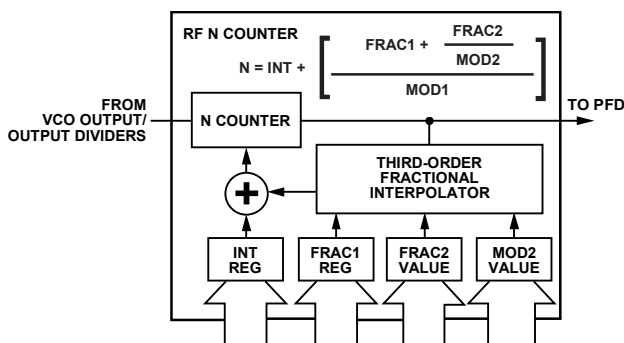 RF N COUNTER
N = INT + [ FRAC1 + FRAC2 / MOD2 ] / MOD1
FROM
VCO OUTPUT/
OUTPUT DIVIDERS
N COUNTER
TO PFD
THIRD-ORDER
FRACTIONAL
INTERPOLATOR
+
INT
REG
FRAC1
REG
FRAC2
VALUE
MOD2
VALUE